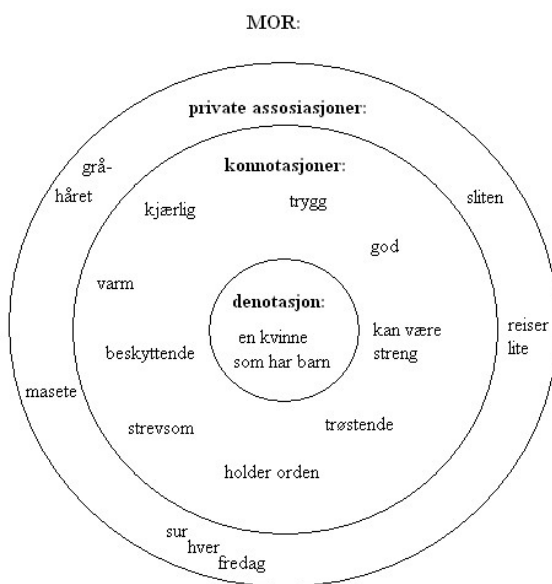 MOR:
private assosiasjoner:
konnotasjoner:
grå-
håret
kjærlig
trygg
sliten
god
varm
denotasjon:
en kvinne
som har barn
kan være
streng
reiser
lite
beskyttende
masete
strevsom
trøstende
holder orden
sur
hver
fredag